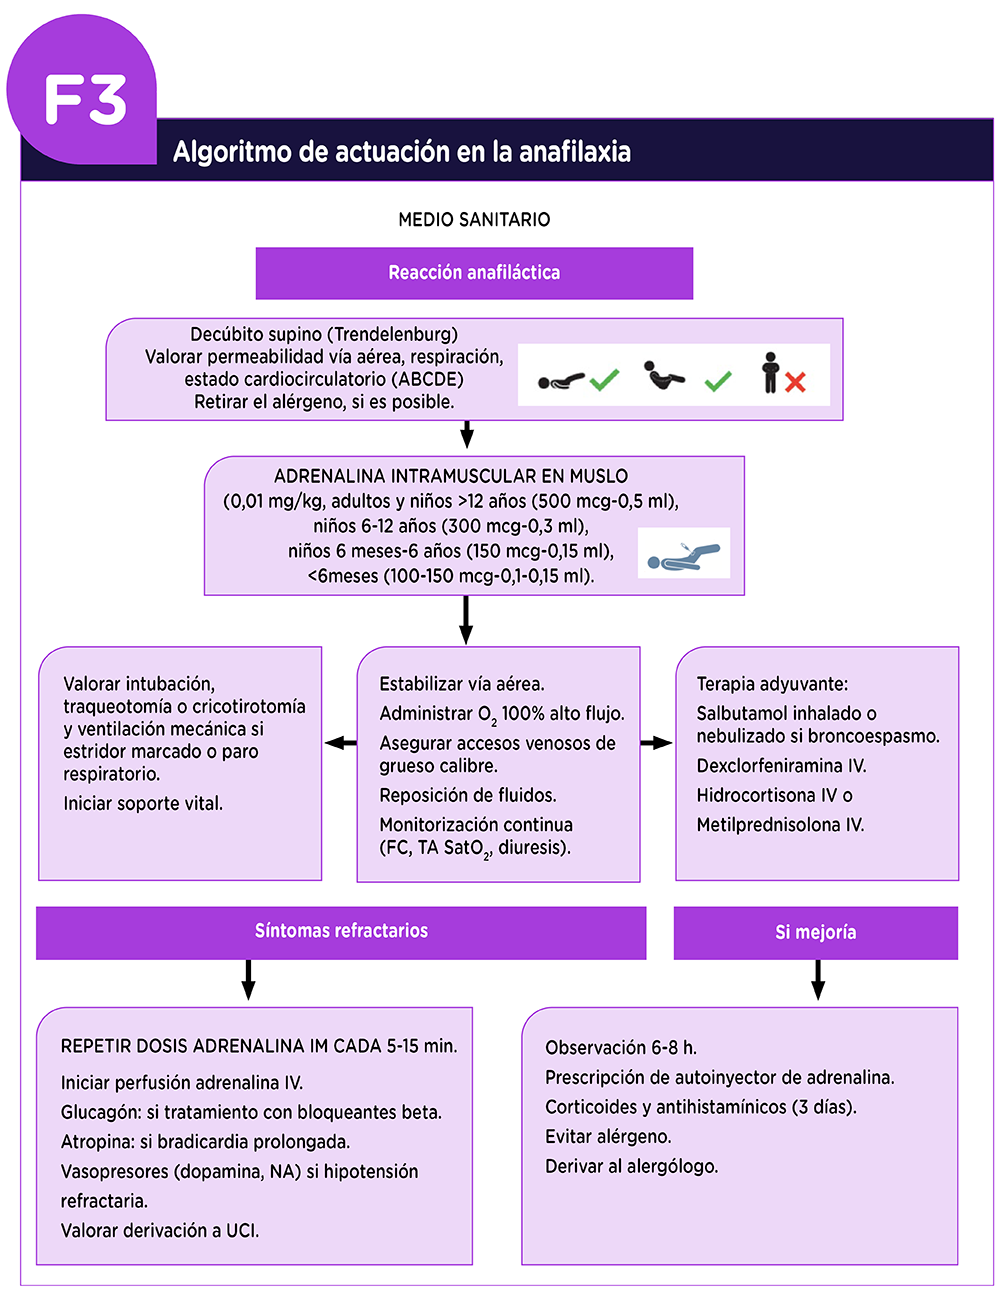 F3
Algoritmo de actuación en la anafilaxia
MEDIO SANITARIO
Reacción anafiláctica
Decúbito supino (Trendelenburg)
Valorar permeabilidad vía aérea, respiración,
estado cardiocirculatorio (ABCDE)
Retirar el alérgeno, si es posible.
ADRENALINA INTRAMUSCULAR EN MUSLO
(0,01 mg/kg, adultos y niños >12 años (500 mcg-0,5 ml),
niños 6-12 años (300 mcg-0,3 ml),
niños 6 meses-6 años (150 mcg-0,15 ml),
<6meses (100-150 mcg-0,1-0,15 ml).
Valorar intubación,
traqueotomía o cricotirotomía
y ventilación mecánica si
estridor marcado o paro
respiratorio.
Iniciar soporte vital.
Estabilizar vía aérea.
Administrar O₂ 100% alto flujo.
Asegurar accesos venosos de
grueso calibre.
Reposición de fluidos.
Monitorización continua
(FC, TA SatO₂, diuresis).
Terapia adyuvante:
Salbutamol inhalado o
nebulizado si broncoespasmo.
Dexclorfeniramina IV.
Hidrocortisona IV o
Metilprednisolona IV.
Síntomas refractarios
REPETIR DOSIS ADRENALINA IM CADA 5-15 min.
Iniciar perfusión adrenalina IV.
Glucagón: si tratamiento con bloqueantes beta.
Atropina: si bradicardia prolongada.
Vasopresores (dopamina, NA) si hipotensión
refractaria.
Valorar derivación a UCI.
Si mejoría
Observación 6-8 h.
Prescripción de autoinyector de adrenalina.
Corticoides y antihistamínicos (3 días).
Evitar alérgeno.
Derivar al alergólogo.